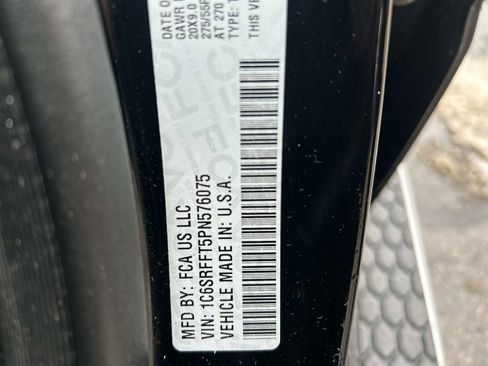 DATE O
GAWR
20X9.0
275/55
AT 270
TYPE: T
THIS VE
MFD BY: FCA US LLC
VIN: 1C6SRFFT5PN576075
VEHICLE MADE IN: U.S.A.